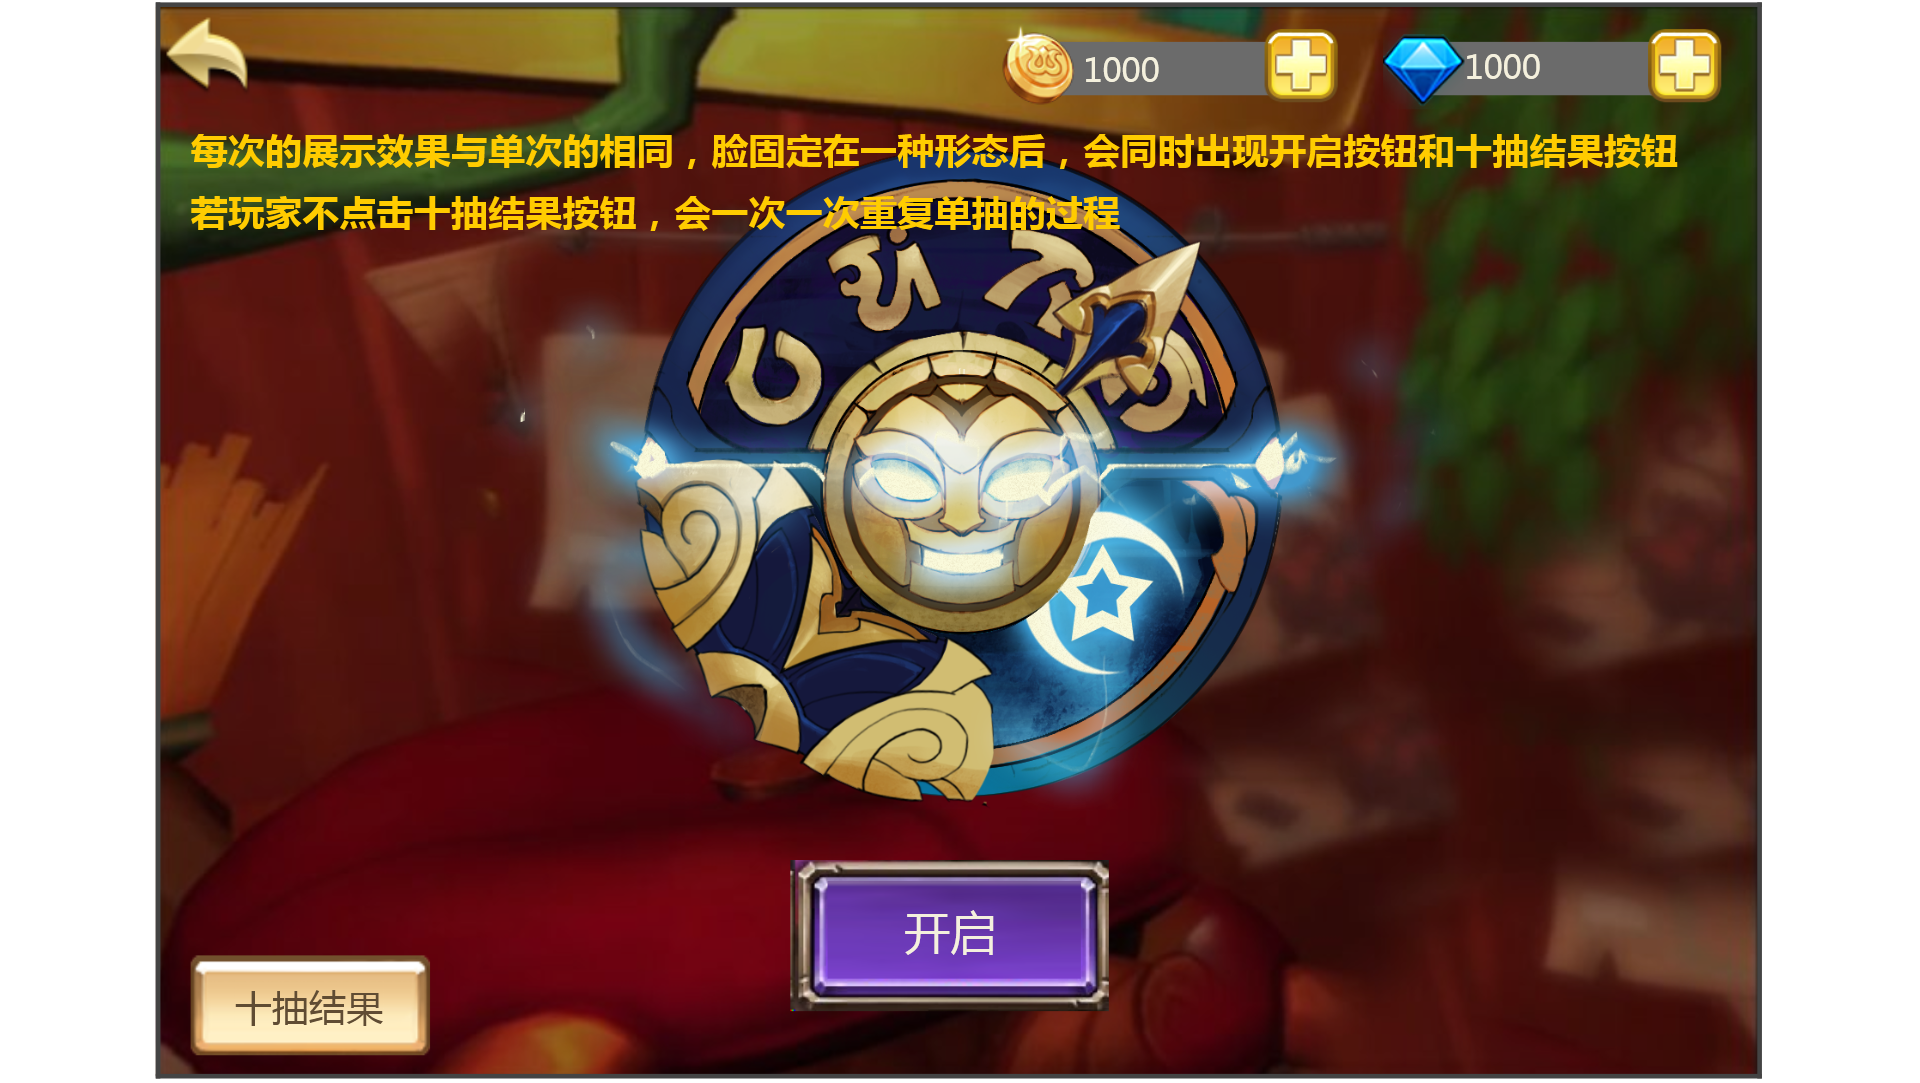 1000
1000
每次的展示效果与单次的相同，脸固定在一种形态后，会同时出现开启按钮和十抽结果按钮
若玩家不点击十抽结果按钮，会一次一次重复单抽的过程
开启
十抽结果